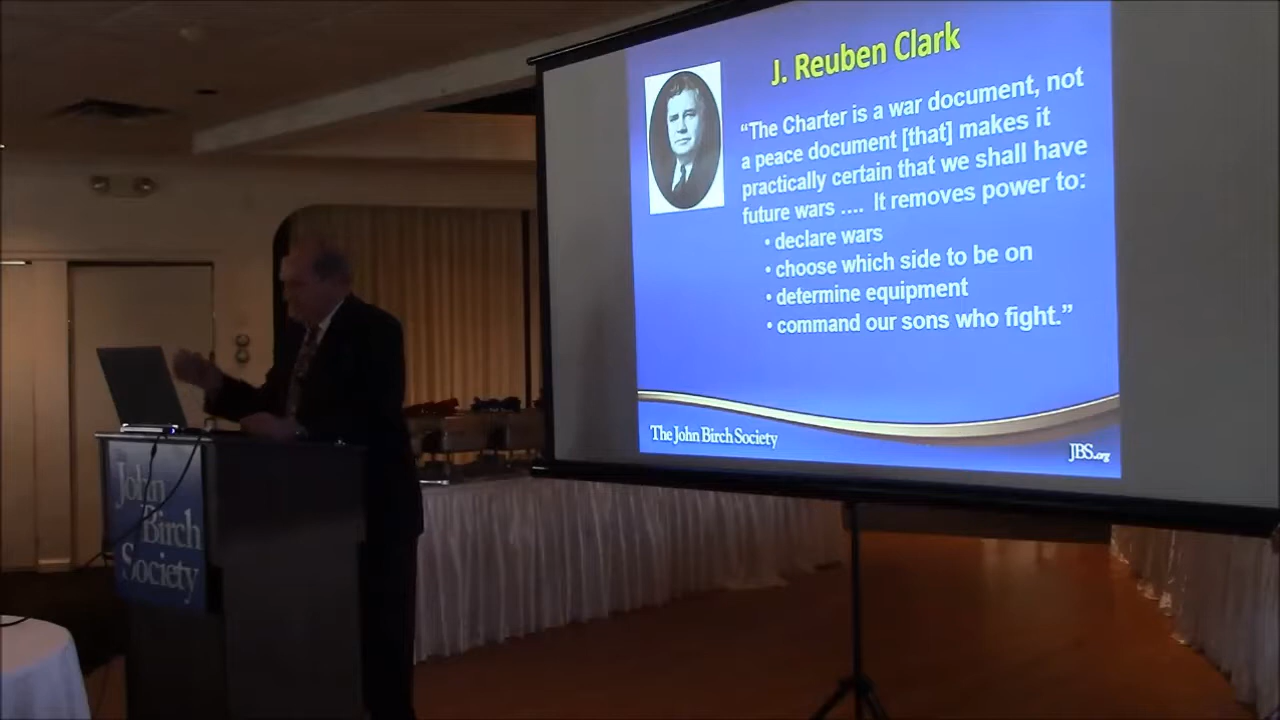 J. Reuben Clark
“The Charter is a war document, not
a peace document [that] makes it
practically certain that we shall have
future wars .... It removes power to:
• declare wars
• choose which side to be on
• determine equipment
• command our sons who fight.”
The John Birch Society
JBS.org
John
Birch
Society